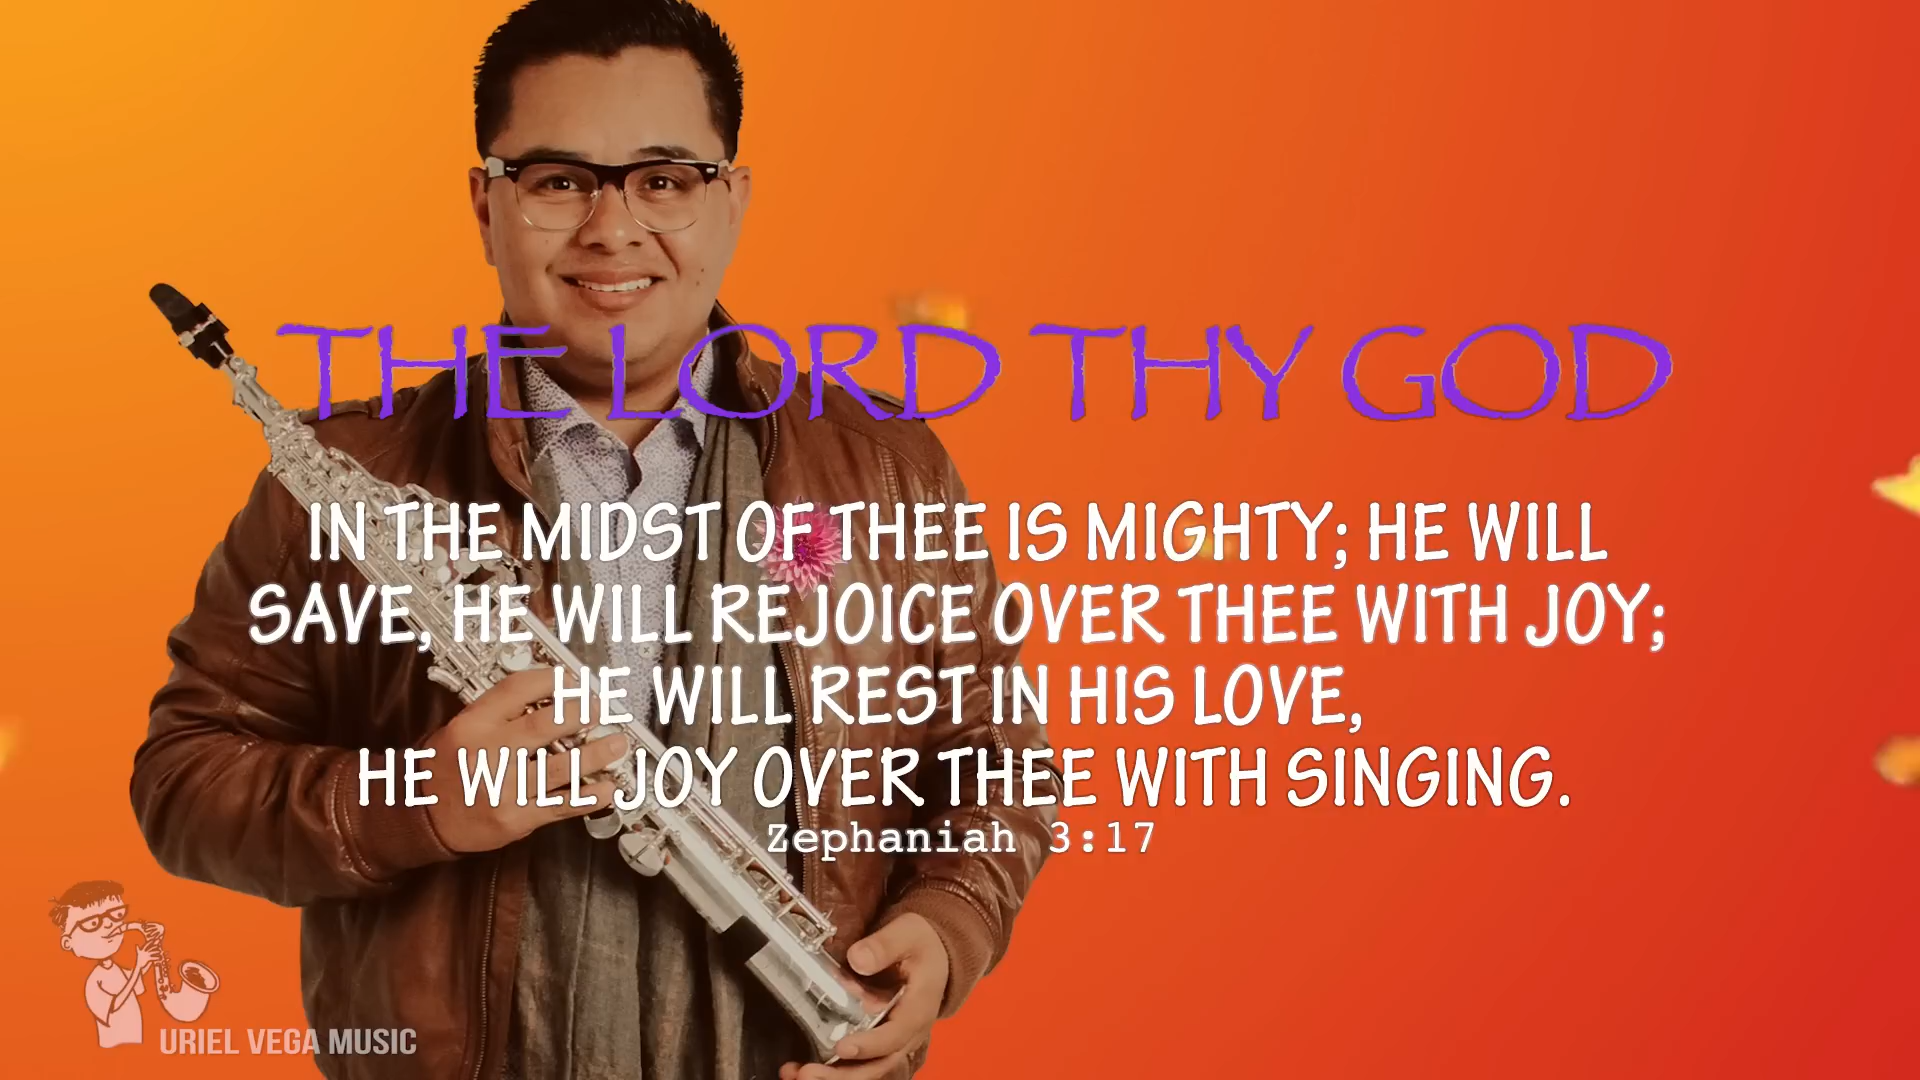 THE LORD THY GOD
IN THE MIDST OF THEE IS MIGHTY; HE WILL
SAVE, HE WILL REJOICE OVER THEE WITH JOY;
HE WILL REST IN HIS LOVE,
HE WILL JOY OVER THEE WITH SINGING.
Zephaniah 3:17
URIEL VEGA MUSIC